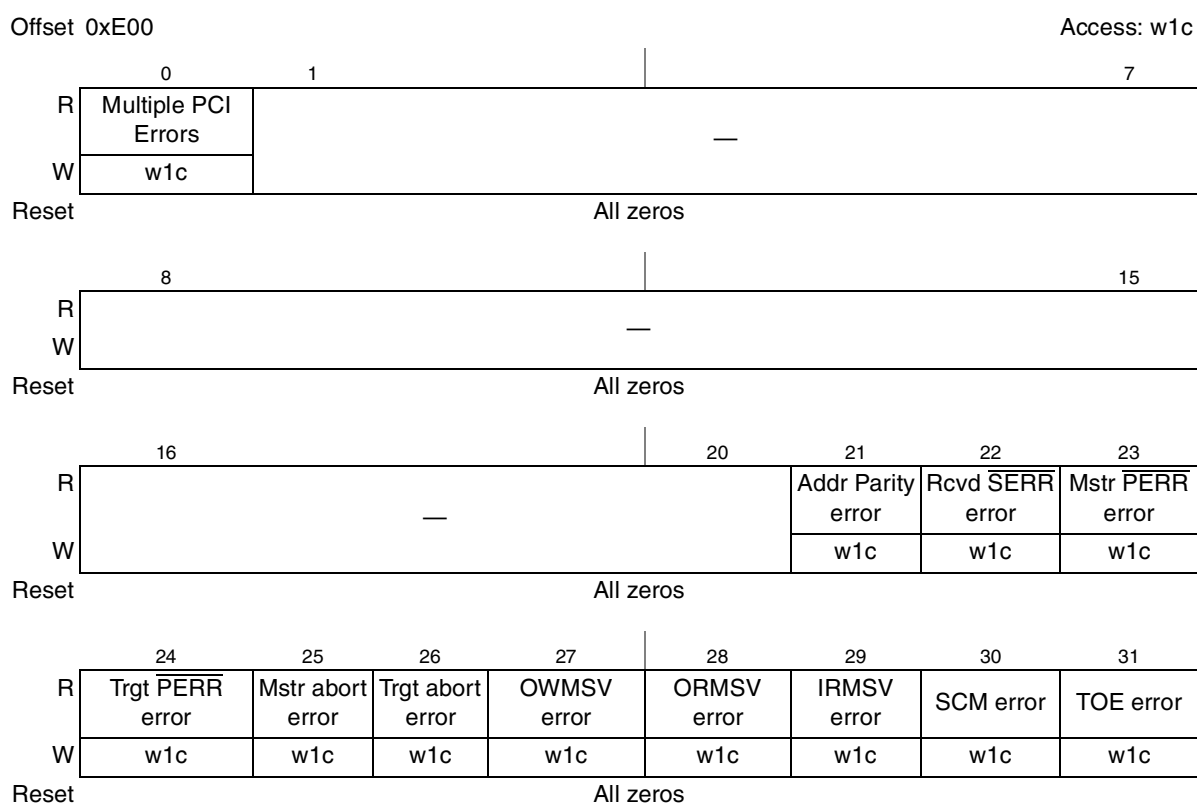 Offset 0xE00 Access: w1c
0 1 7
R Multiple PCI
Errors —
W w1c
Reset All zeros
8 15
R
—
W
Reset All zeros
16 20 21 22 23
R Addr Parity Rcvd SERR Mstr PERR
— error error error
W w1c w1c w1c
Reset All zeros
24 25 26 27 28 29 30 31
R Trgt PERR Mstr abort Trgt abort OWMSV ORMSV IRMSV SCM error TOE error
error error error error error error
W w1c w1c w1c w1c w1c w1c w1c w1c
Reset All zeros